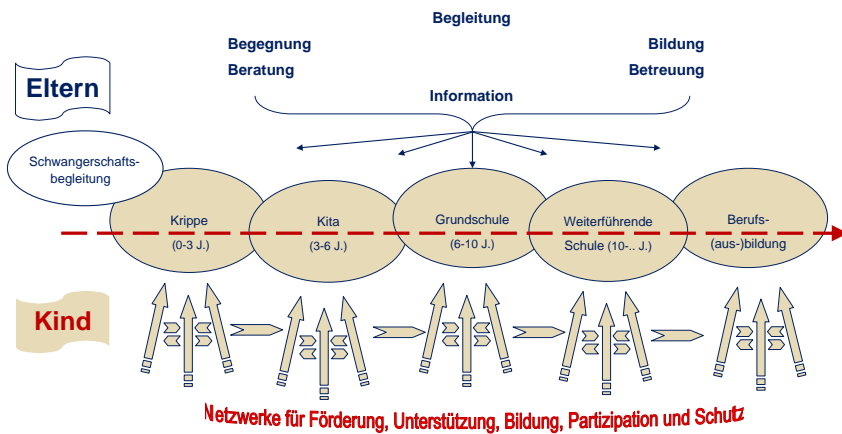 Begleitung
Begegnung
Bildung
Beratung
Betreuung
Eltern
Information
Schwangerschafts-
begleitung
Krippe
(0-3 J.)
Kita
(3-6 J.)
Grundschule
(6-10 J.)
Weiterführende
Schule (10-.. J.)
Berufs-
(aus-)bildung
Kind
Netzwerke für Förderung, Unterstützung, Bildung, Partizipation und Schutz